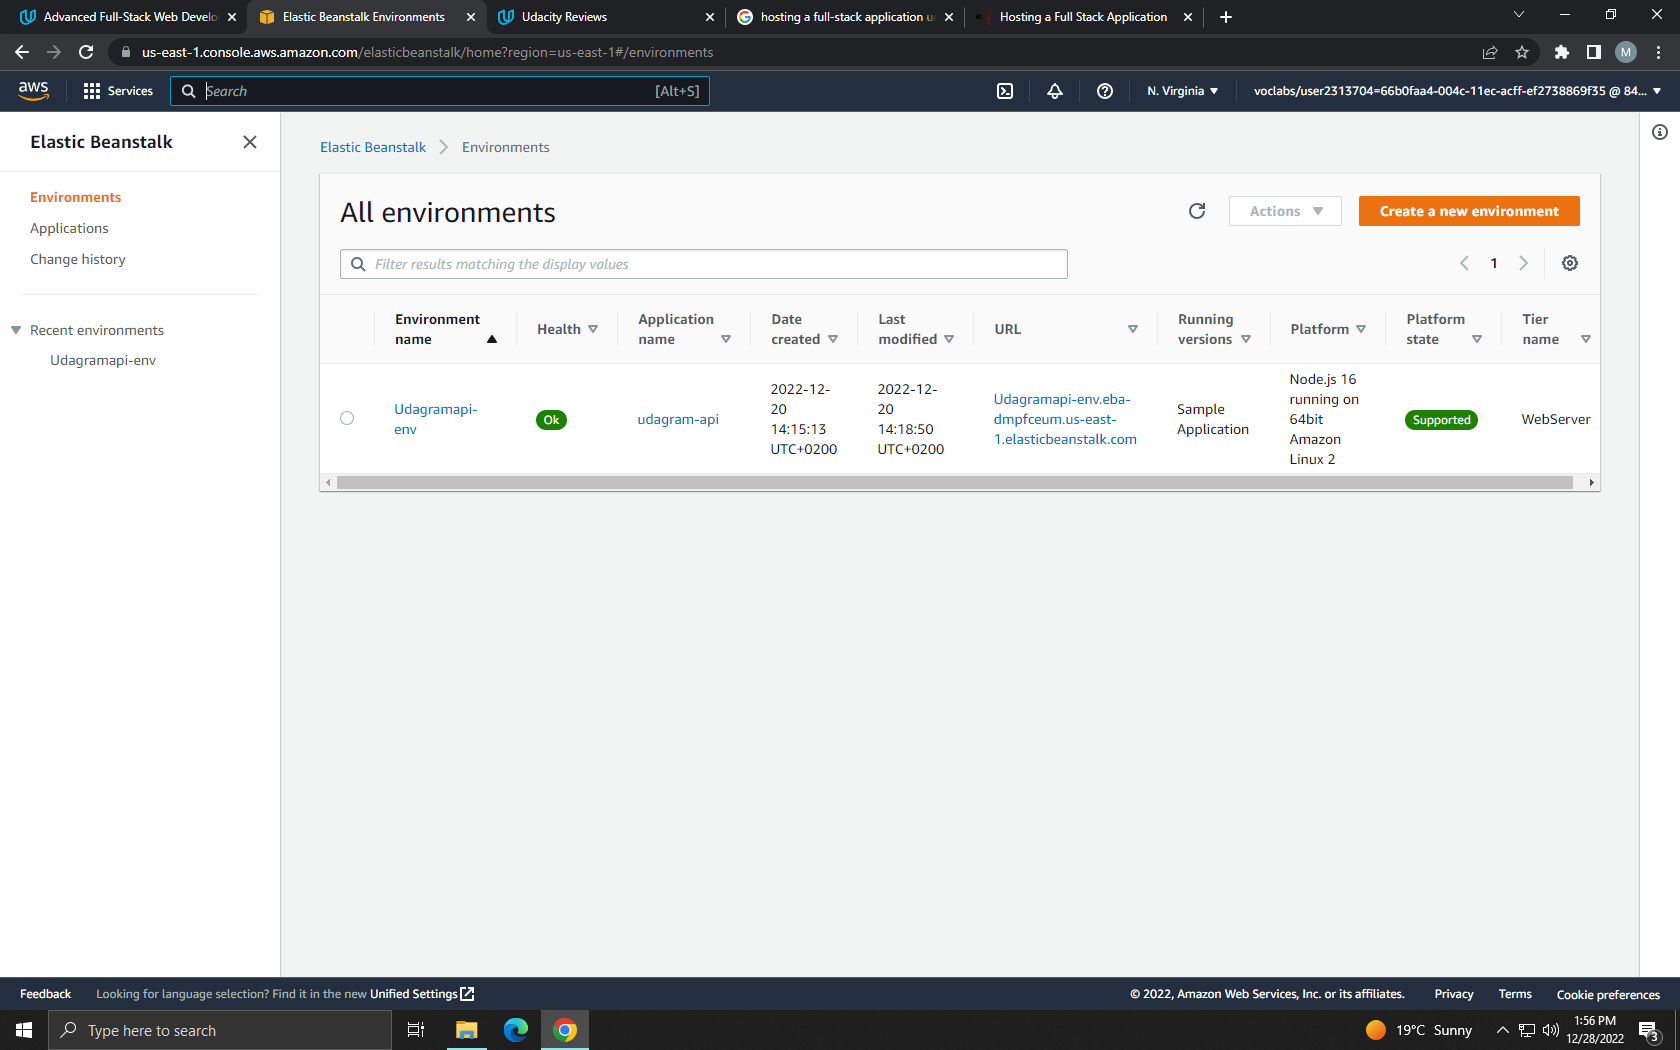 Advanced Full-Stack Web Develo
Elastic Beanstalk Environments
Udacity Reviews
hosting a full-stack application u
Hosting a Full Stack Application
us-east-1.console.aws.amazon.com/elasticbeanstalk/home?region=us-east-1#/environments
M
aws
Services
Search
[Alt+S]
N. Virginia
voclabs/user2313704=66b0faa4-004c-11ec-acff-ef2738869f35 @ 84...
Elastic Beanstalk
Environments
Applications
Change history
Recent environments
Udagramapi-env
Elastic Beanstalk
Environments
All environments
Actions
Create a new environment
Filter results matching the display values
1
Environment
name
Health
Application
name
Date
created
Last
modified
URL
Running
versions
Platform
Platform
state
Tier
name
Udagramapi-
env
Ok
udagram-api
2022-12-
20
14:15:13
UTC+0200
2022-12-
20
14:18:50
UTC+0200
Udagramapi-env.eba-
dmpfceum.us-east-
1.elasticbeanstalk.com
Sample
Application
Node.js 16
running on
64bit
Amazon
Linux 2
Supported
WebServer
Feedback
Looking for language selection? Find it in the new Unified Settings
© 2022, Amazon Web Services, Inc. or its affiliates.
Privacy
Terms
Cookie preferences
Type here to search
19°C Sunny
1:56 PM
12/28/2022
3